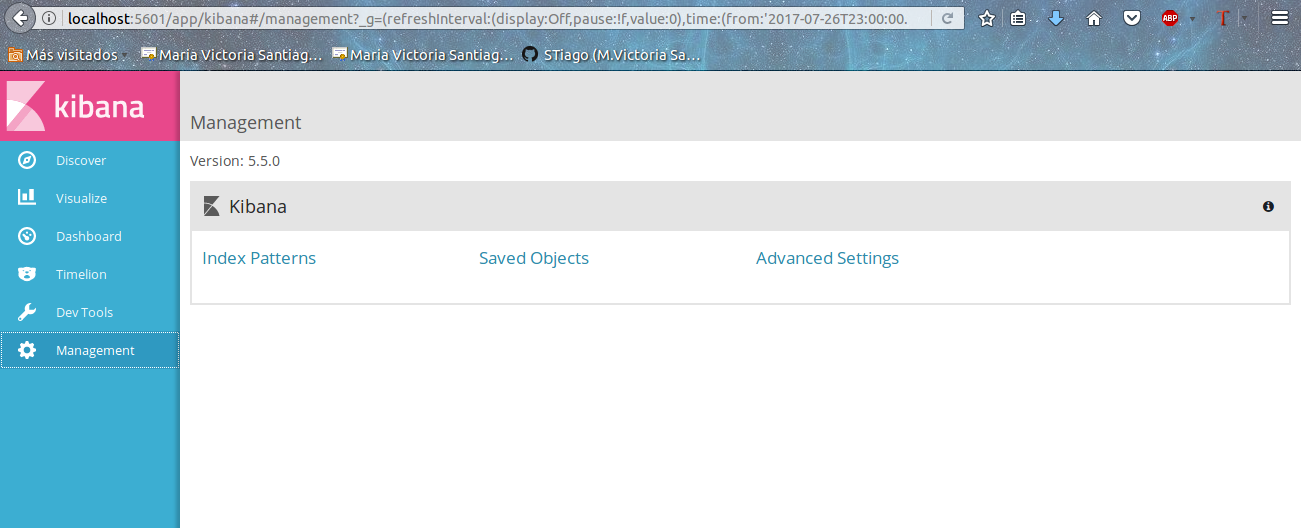 localhost:5601/app/kibana#/management?_g=(refreshInterval:(display:Off,pause:!f,value:0),time:(from:'2017-07-26T23:00:00.
ABP
T
Más visitados
María Victoria Santiag...
María Victoria Santiag...
STiago (M.Victoria Sa...
kibana
Discover
Visualize
Dashboard
Timelion
Dev Tools
Management
Management
Version: 5.5.0
Kibana
Index Patterns Saved Objects Advanced Settings